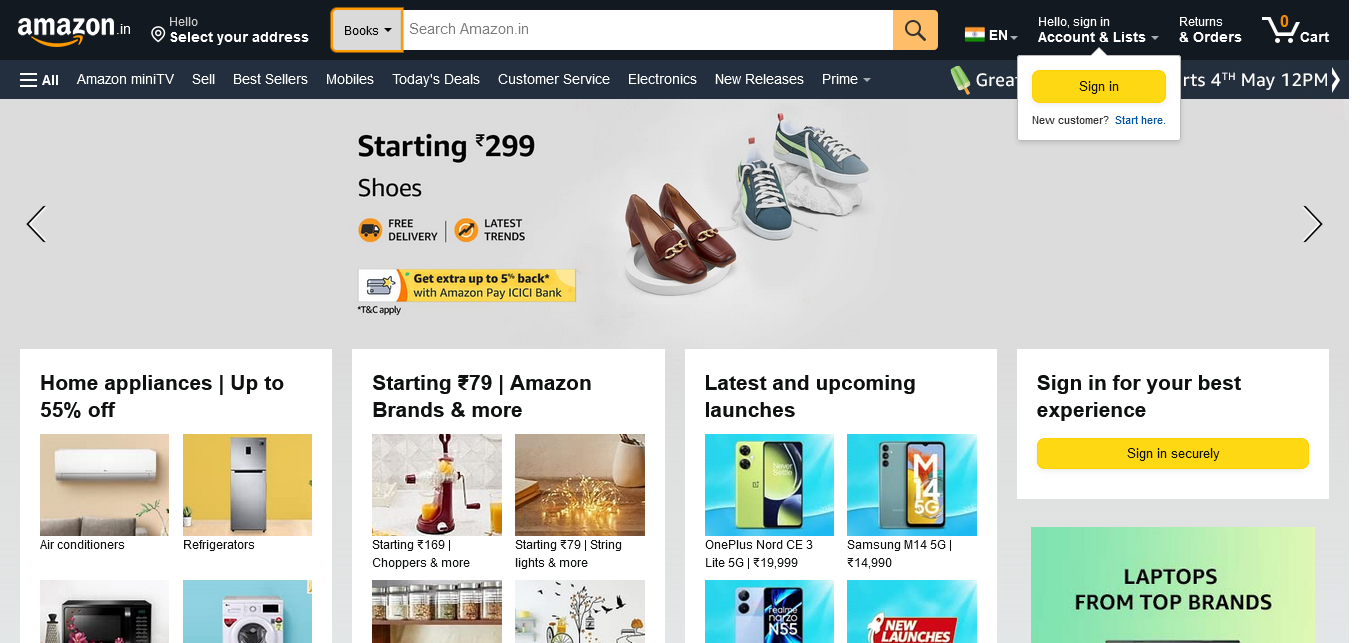 amazon.in
Hello
Select your address
Books
Search Amazon.in
EN
Hello, sign in
Account & Lists
Returns
& Orders
0
Cart
All
Amazon miniTV
Sell
Best Sellers
Mobiles
Today's Deals
Customer Service
Electronics
New Releases
Prime
rts 4TH May 12PM
Sign in
New customer? Start here.
Starting ₹299
Shoes
FREE
DELIVERY
LATEST
TRENDS
Get extra up to 5% back*
with Amazon Pay ICICI Bank
*T&C apply
Home appliances | Up to
55% off
Air conditioners
Refrigerators
Starting ₹79 | Amazon
Brands & more
Starting ₹169 |
Choppers & more
Starting ₹79 | String
lights & more
Latest and upcoming
launches
Never
Settle
OnePlus Nord CE 3
Lite 5G | ₹19,999
M
14
5G
Samsung M14 5G |
₹14,990
realme
narzo
N55
NEW
LAUNCHES
Sign in for your best
experience
Sign in securely
LAPTOPS
FROM TOP BRANDS